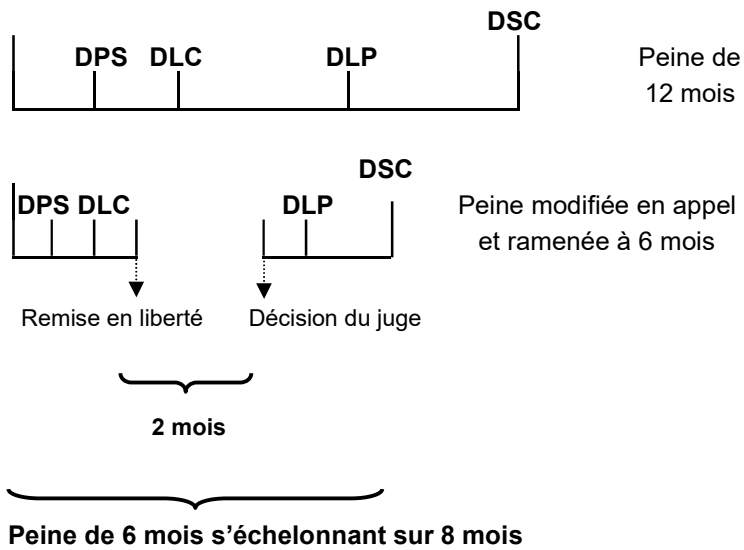 DSC
DPS DLC DLP Peine de
12 mois
DSC
DPS DLC DLP Peine modifiée en appel
et ramenée à 6 mois
Remise en liberté Décision du juge
2 mois
Peine de 6 mois s’échelonnant sur 8 mois